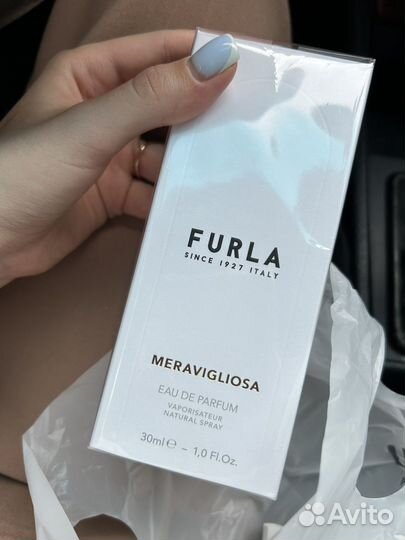 FURLA
SINCE 1927 ITALY
MERAVIGLIOSA
EAU DE PARFUM
VAPORISATEUR
NATURAL SPRAY
30ml ℮ – 1,0 Fl.Oz.
Avito